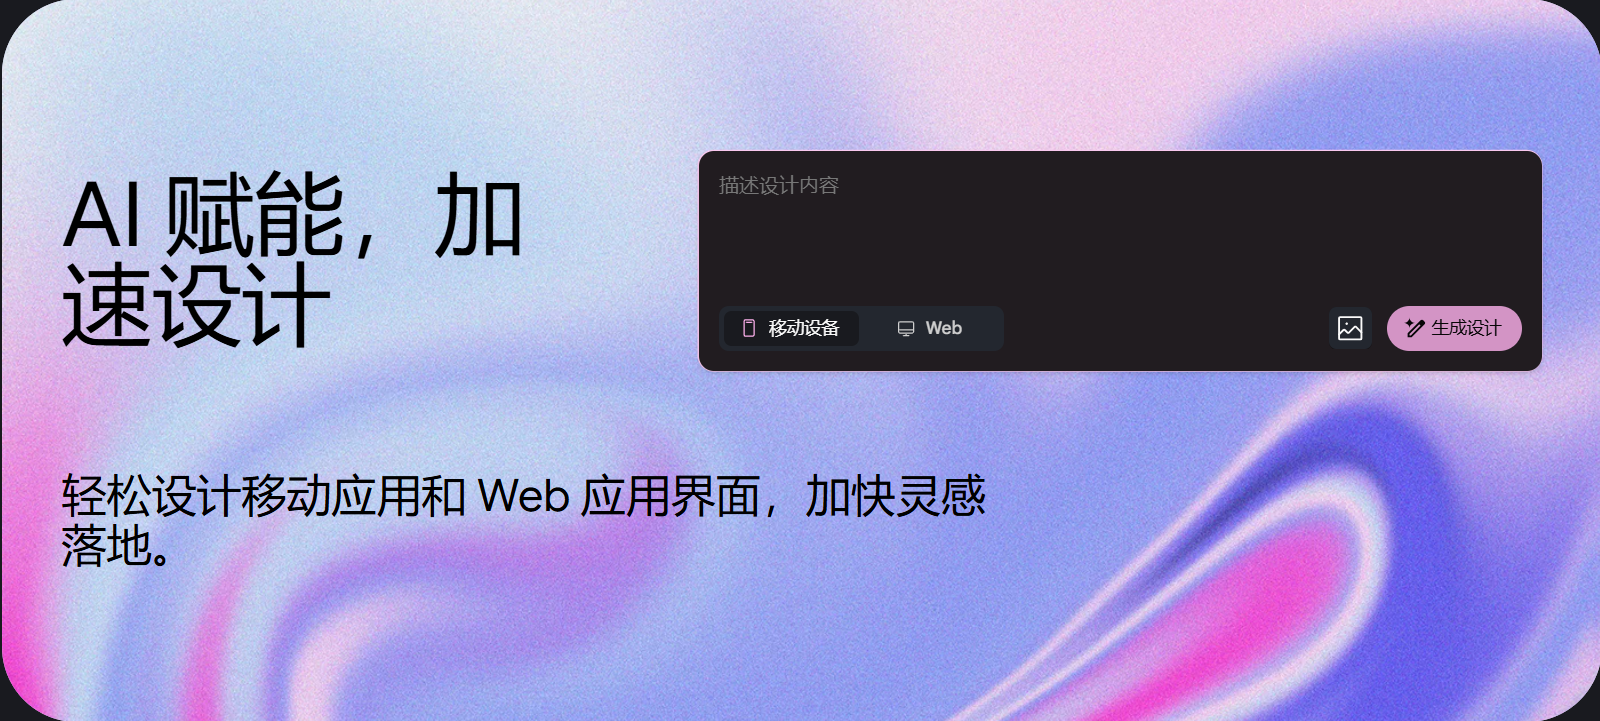 AI 赋能，加
速设计
描述设计内容
移动设备
Web
生成设计
轻松设计移动应用和 Web 应用界面，加快灵感
落地。